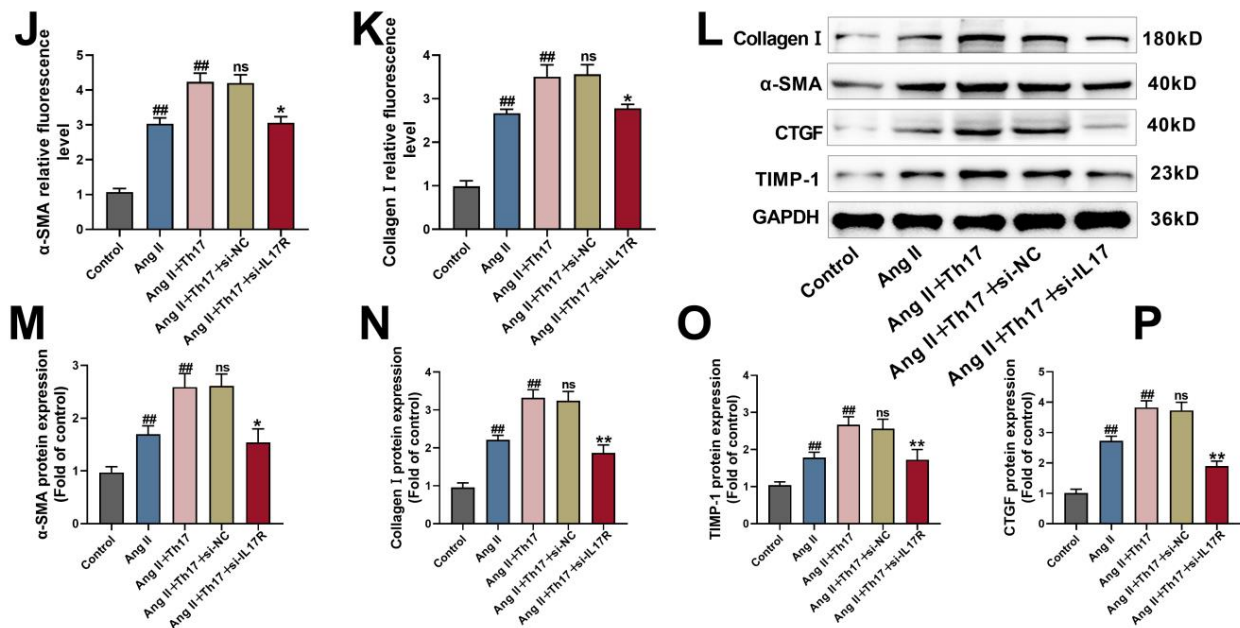 J
α-SMA relative fluorescence
level
5
4
3
2
1
0
##
##
ns
*
Control
Ang II
Ang II+Th17
Ang II+Th17+si-NC
Ang II+Th17+si-IL17R
K
Collagen I relative fluorescence
level
4
3
2
1
0
##
##
ns
*
Control
Ang II
Ang II+Th17
Ang II+Th17+si-NC
Ang II+Th17+si-IL17R
L
Collagen I 180kD
α-SMA 40kD
CTGF 40kD
TIMP-1 23kD
GAPDH 36kD
Control
Ang II
Ang II+Th17
Ang II+Th17+si-NC
Ang II+Th17+si-IL17
M
α-SMA protein expression
(Fold of control)
3
2
1
0
##
##
ns
*
Control
Ang II
Ang II+Th17
Ang II+Th17+si-NC
Ang II+Th17+si-IL17R
N
Collagen I protein expression
(Fold of control)
4
3
2
1
0
##
##
ns
**
Control
Ang II
Ang II+Th17
Ang II+Th17+si-NC
Ang II+Th17+si-IL17R
O
TIMP-1 protein expression
(Fold of control)
4
3
2
1
0
##
##
ns
**
Control
Ang II
Ang II+Th17
Ang II+Th17+si-NC
Ang II+Th17+si-IL17R
P
CTGF protein expression
(Fold of control)
5
4
3
2
1
0
##
##
ns
**
Control
Ang II
Ang II+Th17
Ang II+Th17+si-NC
Ang II+Th17+si-IL17R